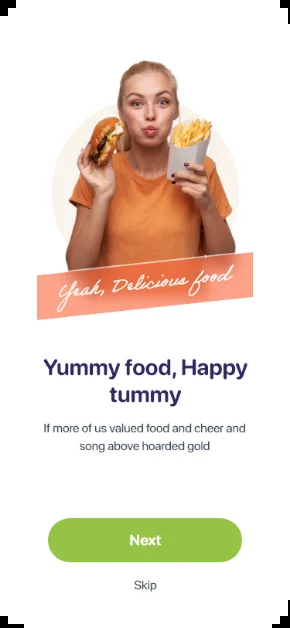 Yeah, Delicious food
Yummy food, Happy
tummy
If more of us valued food and cheer and
song above hoarded gold
Next
Skip